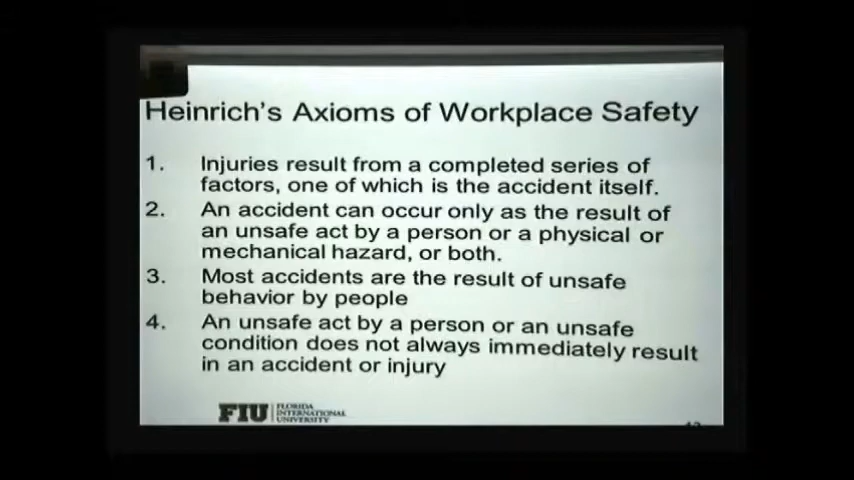 Heinrich's Axioms of Workplace Safety
1. Injuries result from a completed series of
factors, one of which is the accident itself.
2. An accident can occur only as the result of
an unsafe act by a person or a physical or
mechanical hazard, or both.
3. Most accidents are the result of unsafe
behavior by people
4. An unsafe act by a person or an unsafe
condition does not always immediately result
in an accident or injury
FIU
FLORIDA
INTERNATIONAL
UNIVERSITY